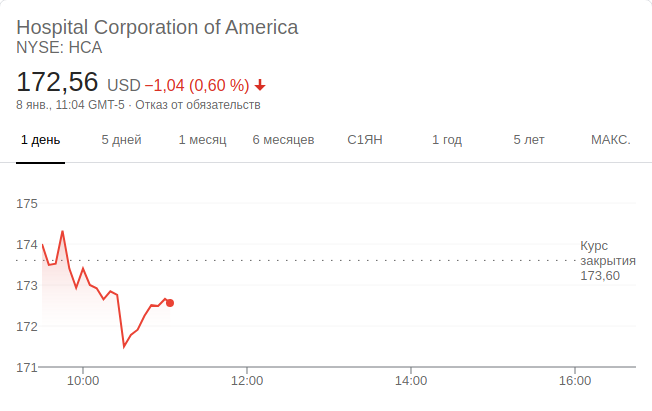 Hospital Corporation of America
NYSE: HCA
172,56 USD −1,04 (0,60 %)
8 янв., 11:04 GMT-5 · Отказ от обязательств
1 день 5 дней 1 месяц 6 месяцев С1ЯН 1 год 5 лет МАКС.
175
174
Курс
закрытия
173,60
173
172
171
10:00 12:00 14:00 16:00